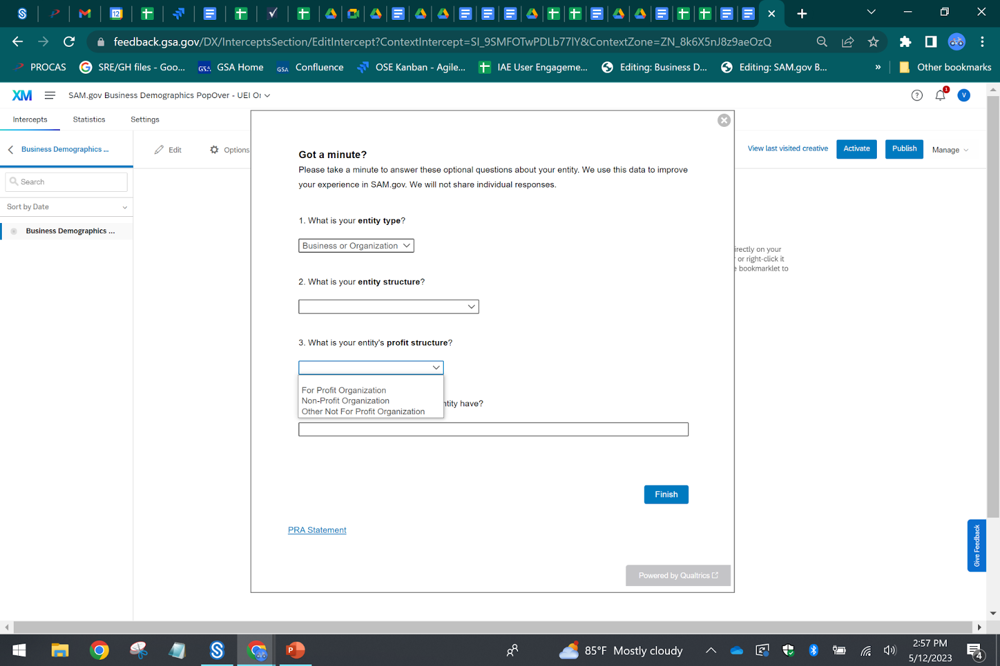 12
feedback.gsa.gov/DX/InterceptsSection/EditIntercept?ContextIntercept=SI_9SMFOTwPDLb77lY&ContextZone=ZN_8k6X5nJ8z9aeOzQ
PROCAS
SRE/GH files - Goo...
GSA
GSA Home
GSA
Confluence
OSE Kanban - Agile...
IAE User Engageme...
Editing: Business D...
Editing: SAM.gov B...
»
Other bookmarks
XM
SAM.gov Business Demographics PopOver - UEI Or
?
1
V
Intercepts
Statistics
Settings
Business Demographics ...
Edit
Options
View last visited creative
Activate
Publish
Manage
Search
Sort by Date
Business Demographics ...
Got a minute?
Please take a minute to answer these optional questions about your entity. We use this data to improve
your experience in SAM.gov. We will not share individual responses.
1. What is your entity type?
Business or Organization
irectly on your
or right-click it
bookmarklet to
2. What is your entity structure?
3. What is your entity's profit structure?
For Profit Organization
Non-Profit Organization
Other Not For Profit Organization
ntity have?
Finish
PRA Statement
Give Feedback
Powered by Qualtrics
P
85°F Mostly cloudy
2:57 PM
5/12/2023
4